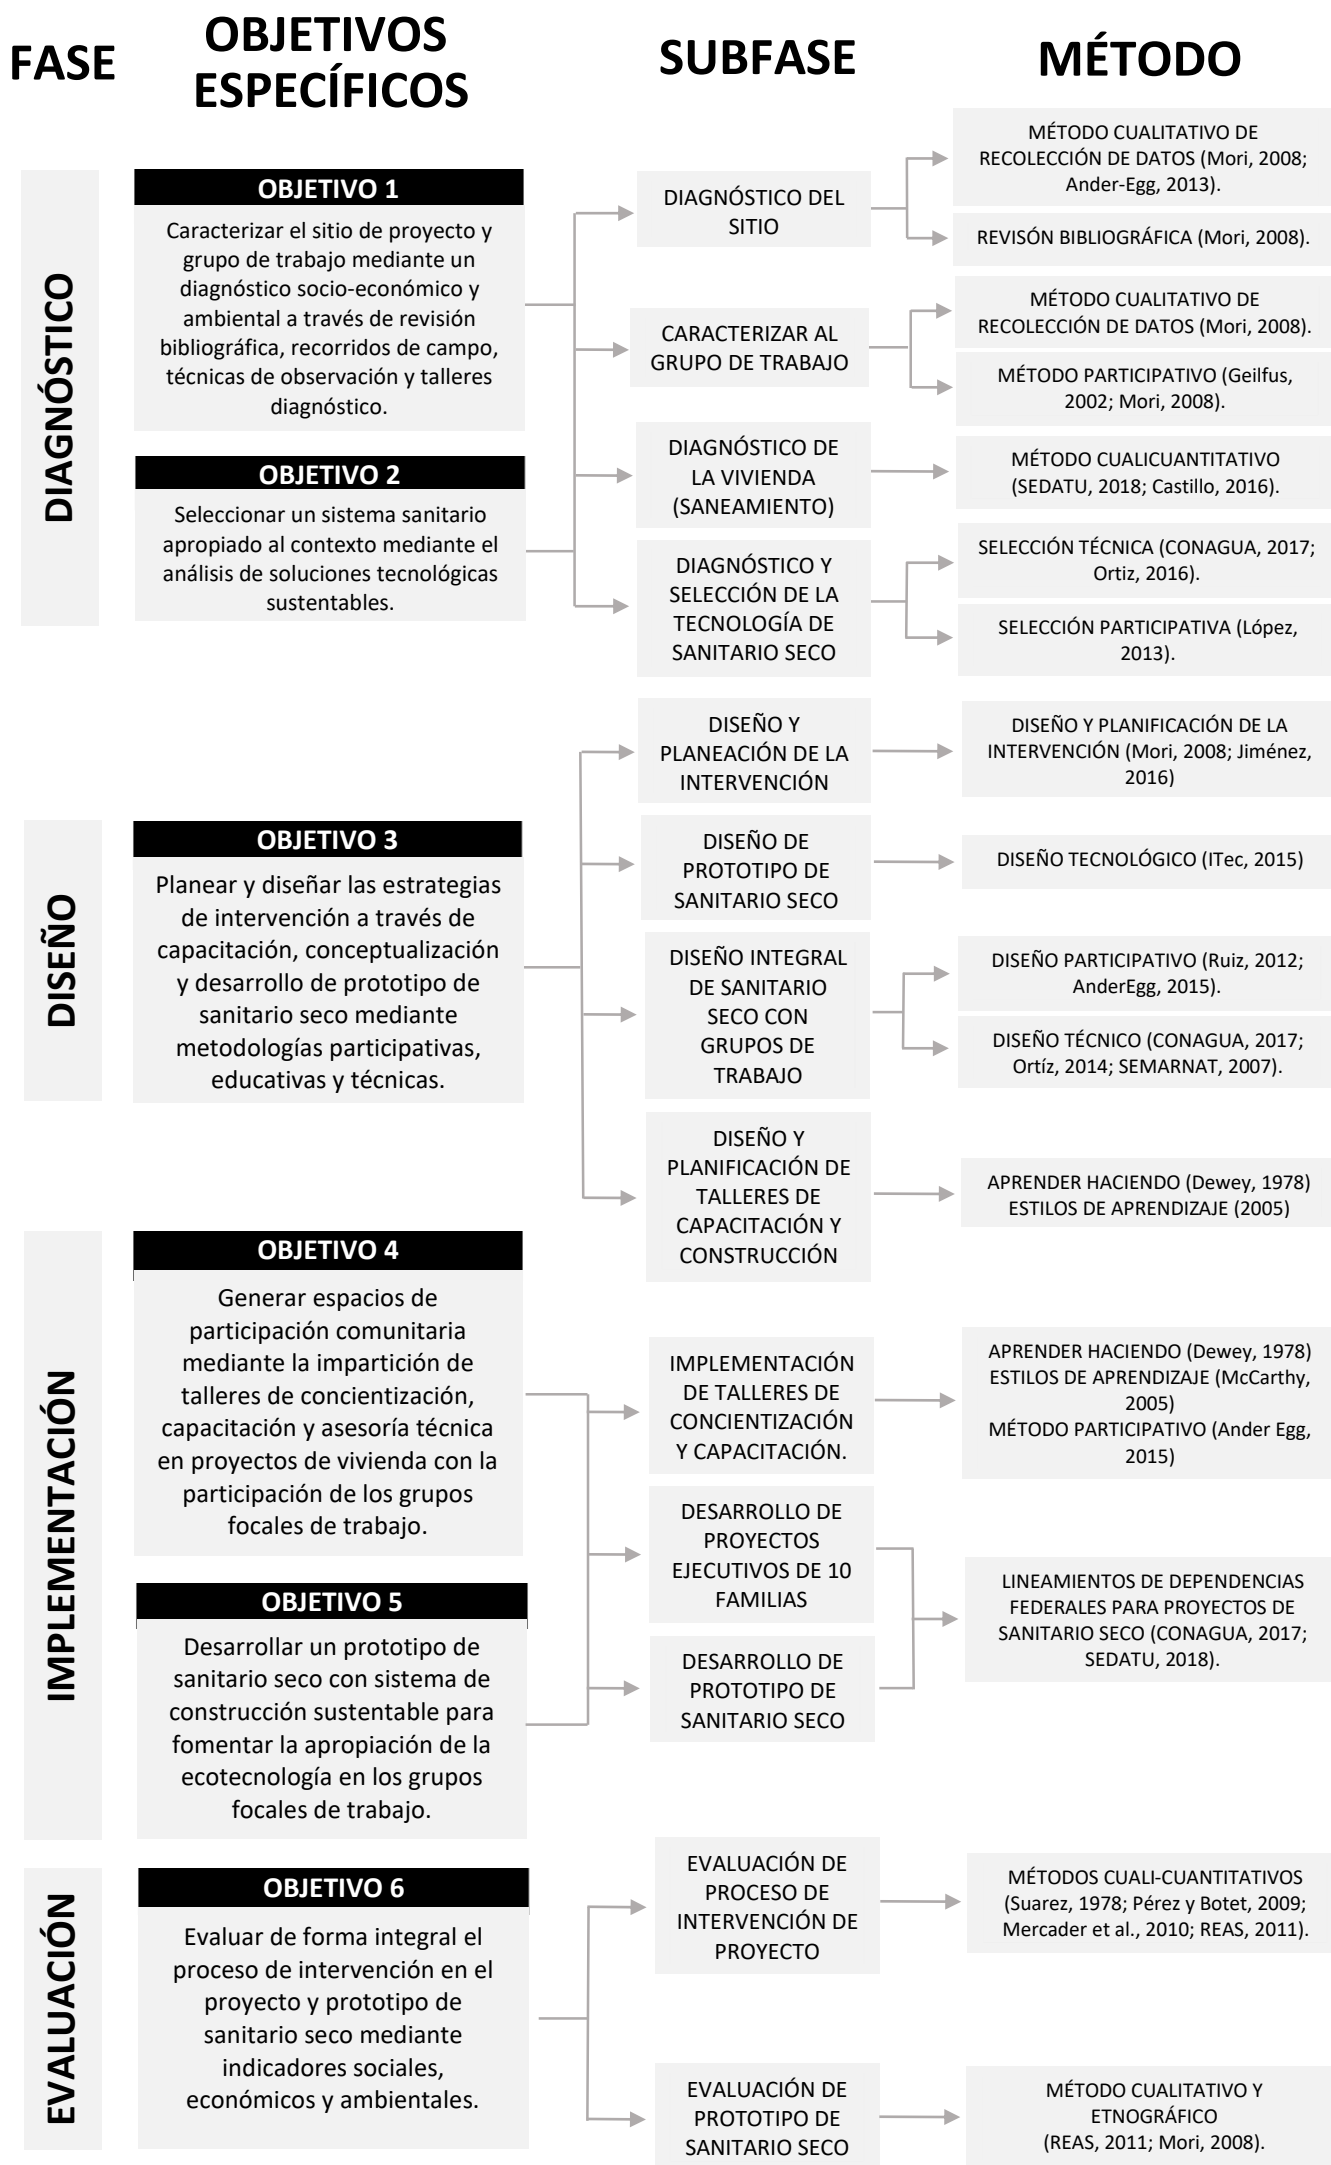 FASE
OBJETIVOS
ESPECÍFICOS
SUBFASE
MÉTODO
DIAGNÓSTICO
OBJETIVO 1
Caracterizar el sitio de proyecto y
grupo de trabajo mediante un
diagnóstico socio-económico y
ambiental a través de revisión
bibliográfica, recorridos de campo,
técnicas de observación y talleres
diagnóstico.
OBJETIVO 2
Seleccionar un sistema sanitario
apropiado al contexto mediante el
análisis de soluciones tecnológicas
sustentables.
DIAGNÓSTICO DEL
SITIO
MÉTODO CUALITATIVO DE
RECOLECCIÓN DE DATOS (Mori, 2008;
Ander-Egg, 2013).
REVISÓN BIBLIOGRÁFICA (Mori, 2008).
CARACTERIZAR AL
GRUPO DE TRABAJO
MÉTODO CUALITATIVO DE
RECOLECCIÓN DE DATOS (Mori, 2008).
MÉTODO PARTICIPATIVO (Geilfus,
2002; Mori, 2008).
DIAGNÓSTICO DE
LA VIVIENDA
(SANEAMIENTO)
MÉTODO CUALICUANTITATIVO
(SEDATU, 2018; Castillo, 2016).
DIAGNÓSTICO Y
SELECCIÓN DE LA
TECNOLOGÍA DE
SANITARIO SECO
SELECCIÓN TÉCNICA (CONAGUA, 2017;
Ortiz, 2016).
SELECCIÓN PARTICIPATIVA (López,
2013).
DISEÑO
OBJETIVO 3
Planear y diseñar las estrategias
de intervención a través de
capacitación, conceptualización
y desarrollo de prototipo de
sanitario seco mediante
metodologías participativas,
educativas y técnicas.
DISEÑO Y
PLANEACIÓN DE LA
INTERVENCIÓN
DISEÑO Y PLANIFICACIÓN DE LA
INTERVENCIÓN (Mori, 2008; Jiménez,
2016)
DISEÑO DE
PROTOTIPO DE
SANITARIO SECO
DISEÑO TECNOLÓGICO (ITec, 2015)
DISEÑO INTEGRAL
DE SANITARIO
SECO CON
GRUPOS DE
TRABAJO
DISEÑO PARTICIPATIVO (Ruiz, 2012;
AnderEgg, 2015).
DISEÑO TÉCNICO (CONAGUA, 2017;
Ortíz, 2014; SEMARNAT, 2007).
DISEÑO Y
PLANIFICACIÓN DE
TALLERES DE
CAPACITACIÓN Y
CONSTRUCCIÓN
APRENDER HACIENDO (Dewey, 1978)
ESTILOS DE APRENDIZAJE (2005)
IMPLEMENTACIÓN
OBJETIVO 4
Generar espacios de
participación comunitaria
mediante la impartición de
talleres de concientización,
capacitación y asesoría técnica
en proyectos de vivienda con la
participación de los grupos
focales de trabajo.
OBJETIVO 5
Desarrollar un prototipo de
sanitario seco con sistema de
construcción sustentable para
fomentar la apropiación de la
ecotecnología en los grupos
focales de trabajo.
IMPLEMENTACIÓN
DE TALLERES DE
CONCIENTIZACIÓN
Y CAPACITACIÓN.
APRENDER HACIENDO (Dewey, 1978)
ESTILOS DE APRENDIZAJE (McCarthy,
2005)
MÉTODO PARTICIPATIVO (Ander Egg,
2015)
DESARROLLO DE
PROYECTOS
EJECUTIVOS DE 10
FAMILIAS
DESARROLLO DE
PROTOTIPO DE
SANITARIO SECO
LINEAMIENTOS DE DEPENDENCIAS
FEDERALES PARA PROYECTOS DE
SANITARIO SECO (CONAGUA, 2017;
SEDATU, 2018).
EVALUACIÓN
OBJETIVO 6
Evaluar de forma integral el
proceso de intervención en el
proyecto y prototipo de
sanitario seco mediante
indicadores sociales,
económicos y ambientales.
EVALUACIÓN DE
PROCESO DE
INTERVENCIÓN DE
PROYECTO
MÉTODOS CUALI-CUANTITATIVOS
(Suarez, 1978; Pérez y Botet, 2009;
Mercader et al., 2010; REAS, 2011).
EVALUACIÓN DE
PROTOTIPO DE
SANITARIO SECO
MÉTODO CUALITATIVO Y
ETNOGRÁFICO
(REAS, 2011; Mori, 2008).